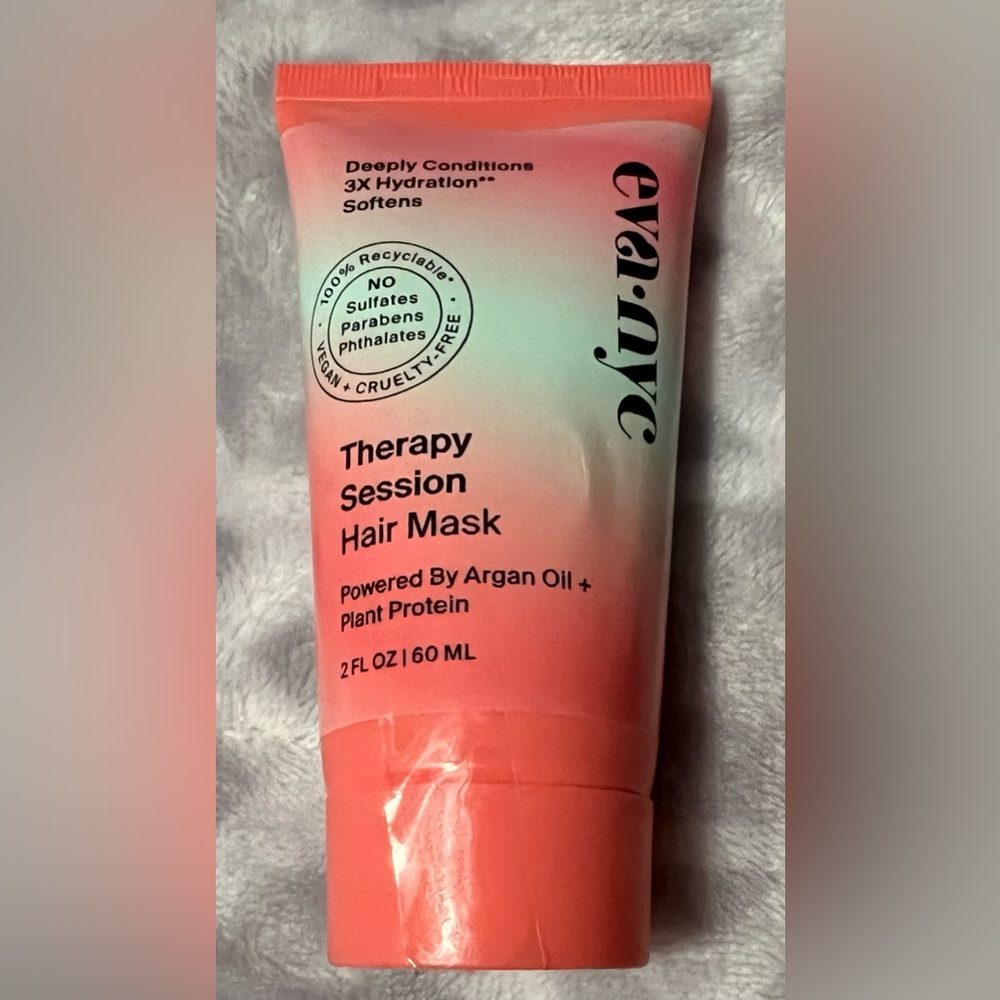 Deeply Conditions
3X Hydration**
Softens
eva·nyc
100% Recyclable*
NO
Sulfates
Parabens
Phthalates
VEGAN + CRUELTY-FREE
Therapy
Session
Hair Mask
Powered By Argan Oil +
Plant Protein
2 FL OZ | 60 ML